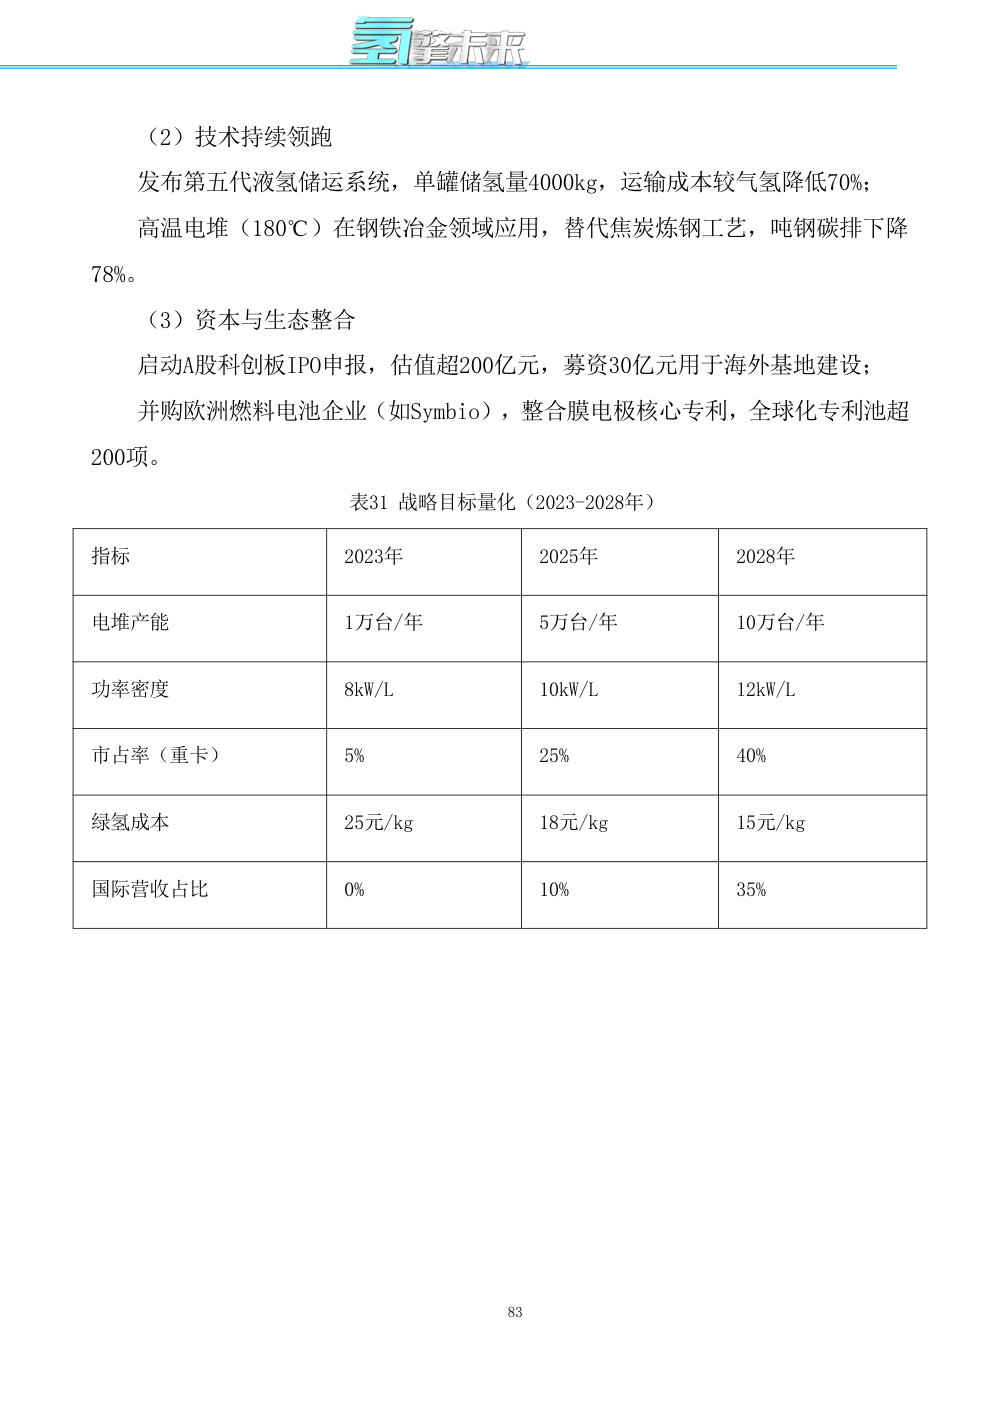 氢擎未来
（2）技术持续领跑
发布第五代液氢储运系统，单罐储氢量4000kg，运输成本较气氢降低70%；
高温电堆（180℃）在钢铁冶金领域应用，替代焦炭炼钢工艺，吨钢碳排下降
78%。
（3）资本与生态整合
启动A股科创板IPO申报，估值超200亿元，募资30亿元用于海外基地建设；
并购欧洲燃料电池企业（如Symbio），整合膜电极核心专利，全球化专利池超
200项。
表31 战略目标量化（2023-2028年）
指标 2023年 2025年 2028年
电堆产能 1万台/年 5万台/年 10万台/年
功率密度 8kW/L 10kW/L 12kW/L
市占率（重卡） 5% 25% 40%
绿氢成本 25元/kg 18元/kg 15元/kg
国际营收占比 0% 10% 35%
83